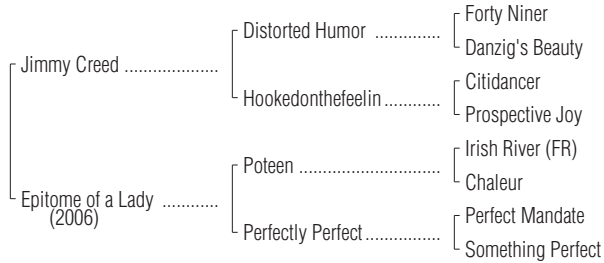 Forty Niner
Distorted Humor ..............
Danzig's Beauty
Jimmy Creed ....................
Citidancer
Hookedonthefeelin ............
Prospective Joy
Irish River (FR)
Poteen ..............................
Chaleur
Epitome of a Lady ............
(2006)
Perfect Mandate
Perfectly Perfect ................
Something Perfect